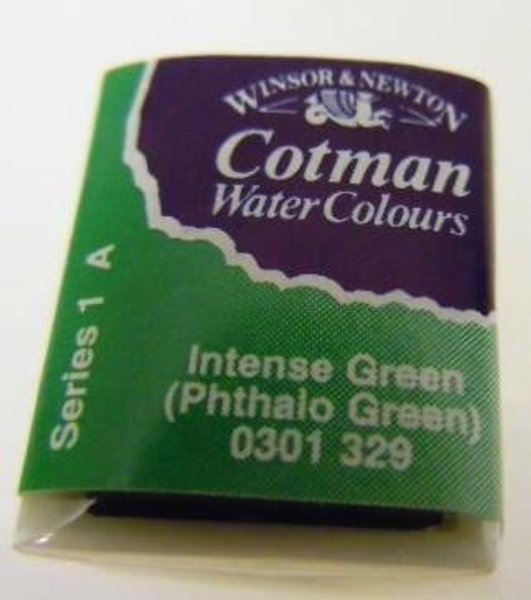 WINSOR & NEWTON
Cotman
Water Colours
Series 1 A
Intense Green
(Phthalo Green)
0301 329